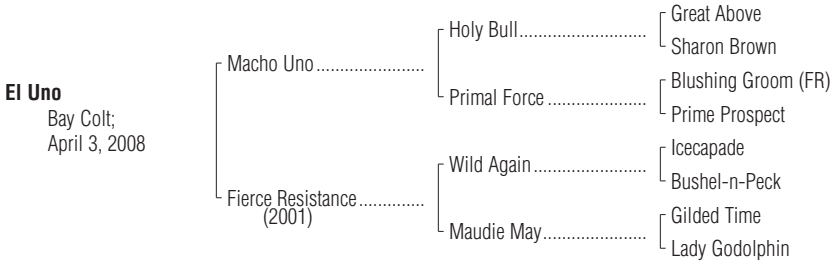 Great Above
Holy Bull............................
Sharon Brown
Macho Uno .......................
Blushing Groom (FR)
El Uno
Primal Force ......................
Prime Prospect
Bay Colt;
April 3, 2008
Icecapade
Wild Again.........................
Bushel-n-Peck
Fierce Resistance..............
(2001)
Gilded Time
Maudie May.......................
Lady Godolphin